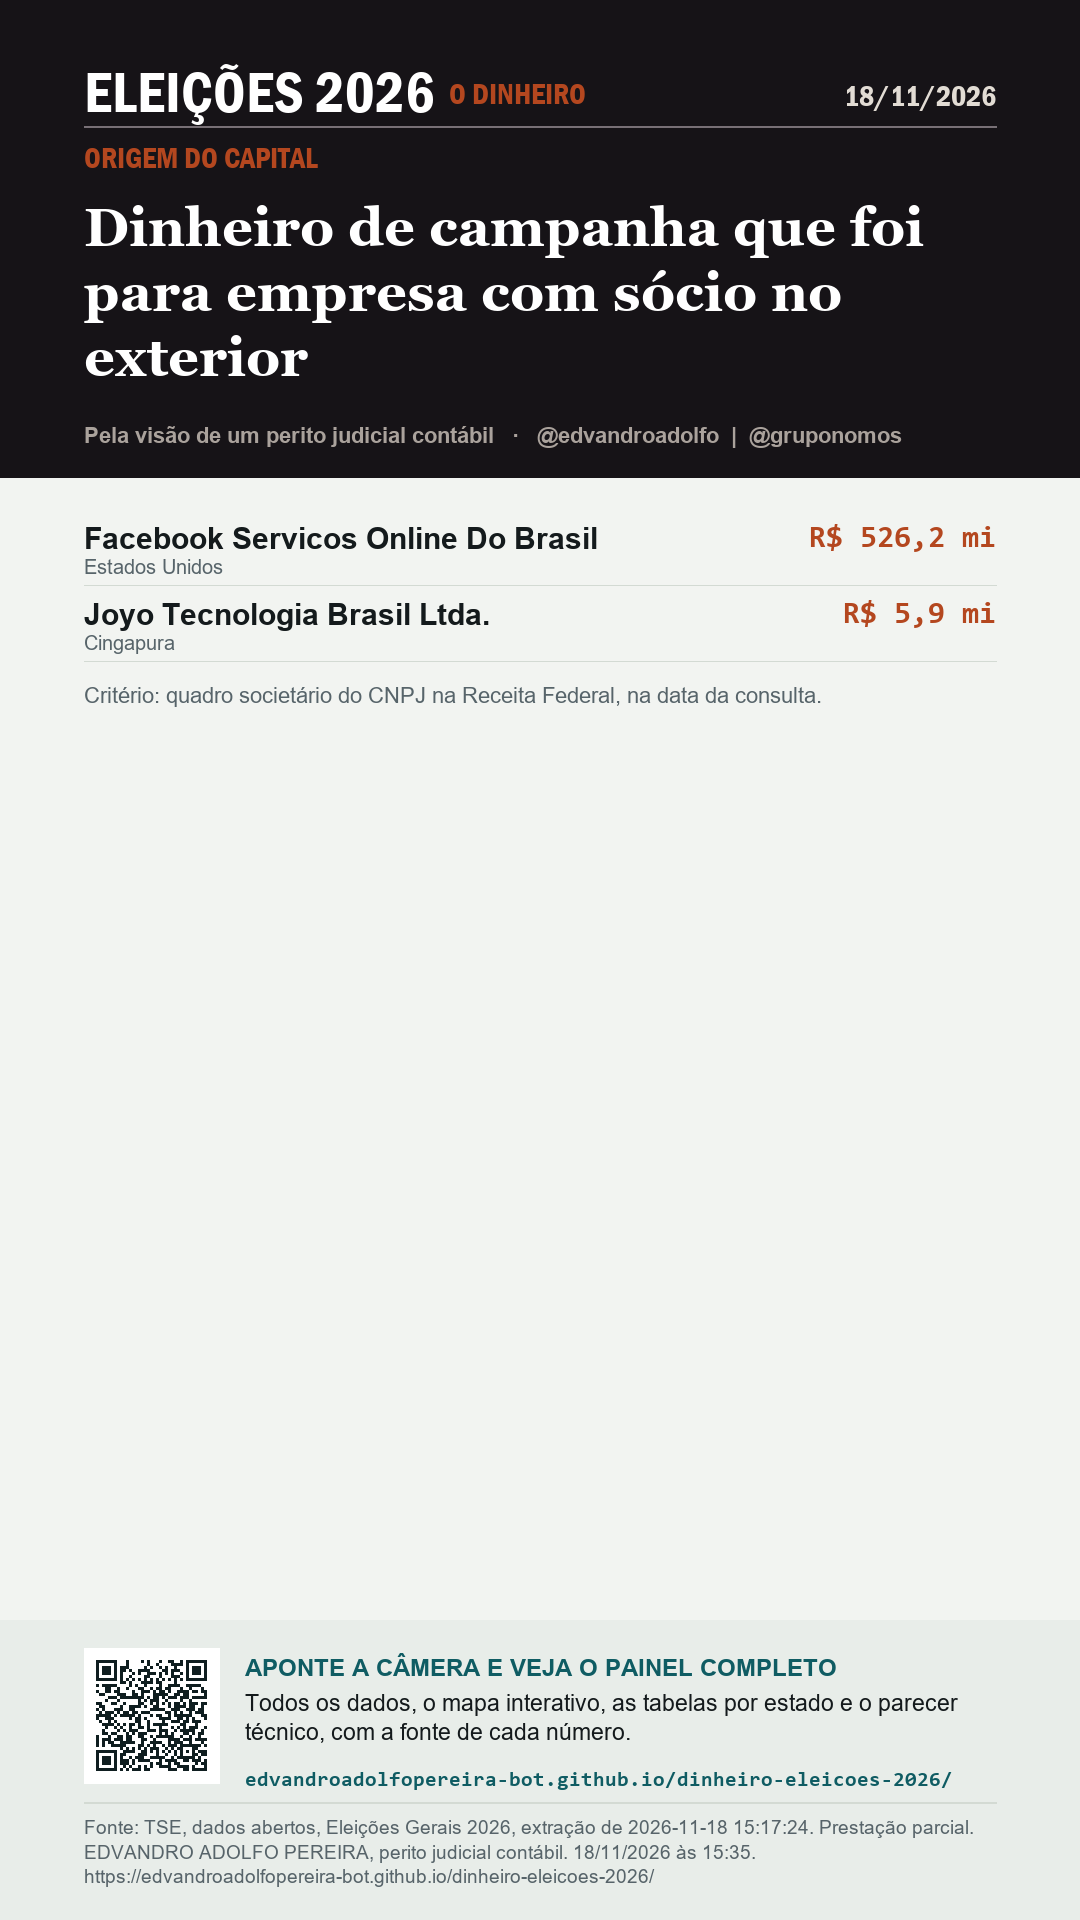 ELEIÇÕES 2026 O DINHEIRO 18/11/2026
ORIGEM DO CAPITAL
Dinheiro de campanha que foi
para empresa com sócio no
exterior
Pela visão de um perito judicial contábil · @edvandroadolfo | @gruponomos
Facebook Servicos Online Do Brasil R$ 526,2 mi
Estados Unidos
Joyo Tecnologia Brasil Ltda. R$ 5,9 mi
Cingapura
Critério: quadro societário do CNPJ na Receita Federal, na data da consulta.
APONTE A CÂMERA E VEJA O PAINEL COMPLETO
Todos os dados, o mapa interativo, as tabelas por estado e o parecer
técnico, com a fonte de cada número.
edvandroadolfopereira-bot.github.io/dinheiro-eleicoes-2026/
Fonte: TSE, dados abertos, Eleições Gerais 2026, extração de 2026-11-18 15:17:24. Prestação parcial.
EDVANDRO ADOLFO PEREIRA, perito judicial contábil. 18/11/2026 às 15:35.
https://edvandroadolfopereira-bot.github.io/dinheiro-eleicoes-2026/